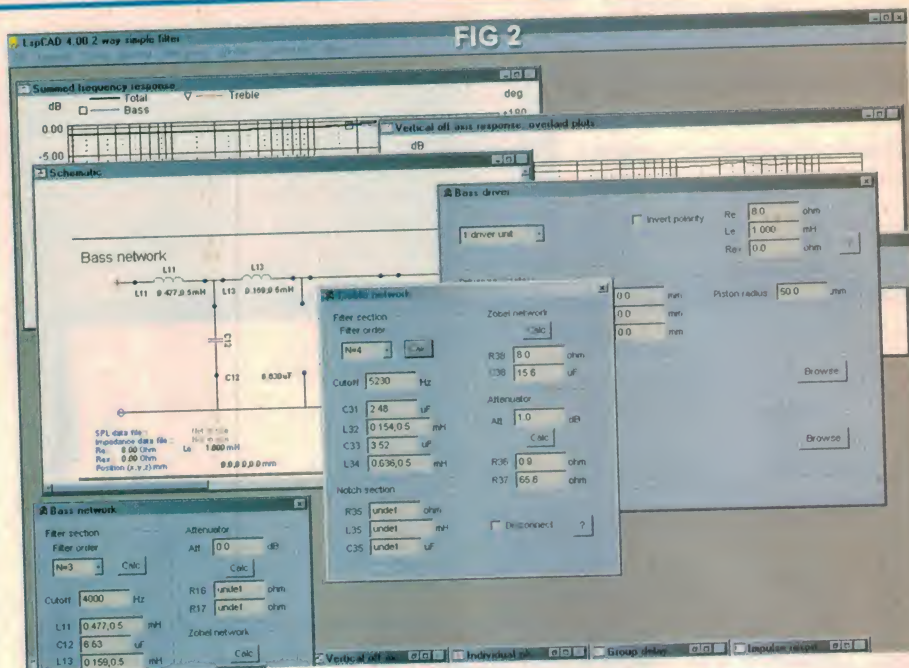 FIG 2
LspCAD 4.00 2 way simple filter
Summed frequency response
dB
Total
Treble
deg
Bass
+180
0.00
-5.00
Vertical off axis response, overlaid plots
dB
Schematic
Bass network
L11
L13
L11 0.477,0.5mH
L13 0.159,0.5mH
C12
C12 6.630uF
SPL data file :
Impedance data file :
Re: 8.00 Ohm Le 1.000 mH
Rex 0.00 Ohm
Position (x,y,z) mm 0.0,0.0,0.0 mm
Bass driver
1 driver unit
Invert polarity
Re 8.0 ohm
Le 1.000 mH
Rex 0.0 ohm
?
0.0 mm
0.0 mm
0.0 mm
Piston radius 50.0 mm
Browse
Browse
Treble network
Filter section
Filter order
N=4 Calc
Cutoff 5230 Hz
C31 2.48 uF
L32 0.154,0.5 mH
C33 3.52 uF
L34 0.636,0.5 mH
Notch section
R35 undef ohm
L35 undef mH
C35 undef uF
Zobel network
Calc
R38 8.0 ohm
C38 15.6 uF
Attenuator
Att 1.0 dB
Calc
R36 0.9 ohm
R37 65.6 ohm
Disconnect ?
Bass network
Filter section
Filter order
N=3 Calc
Cutoff 4000 Hz
L11 0.477,0.5 mH
C12 6.63 uF
L13 0.159,0.5 mH
Attenuator
Att 0.0 dB
Calc
R16 undef ohm
R17 undef ohm
Zobel network
Calc
Vertical off ax
Individual ph
Group delay
Impulse respo